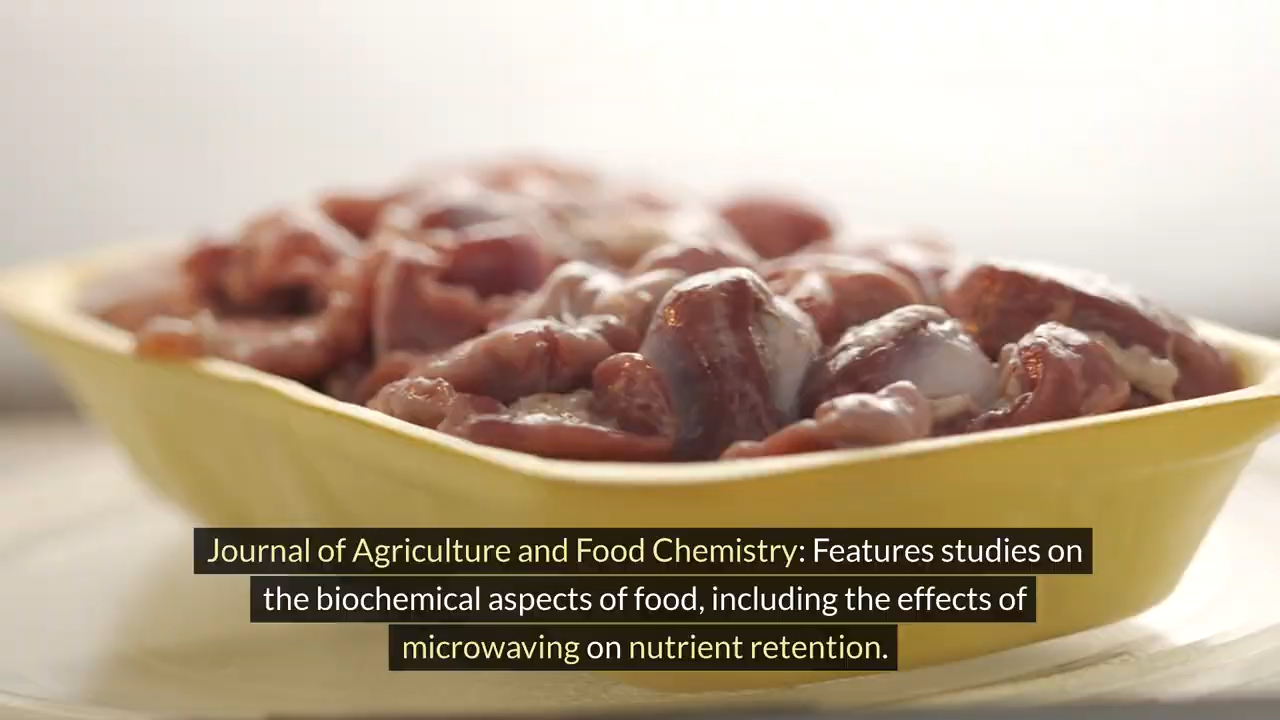 Journal of Agriculture and Food Chemistry: Features studies on
the biochemical aspects of food, including the effects of
microwaving on nutrient retention.